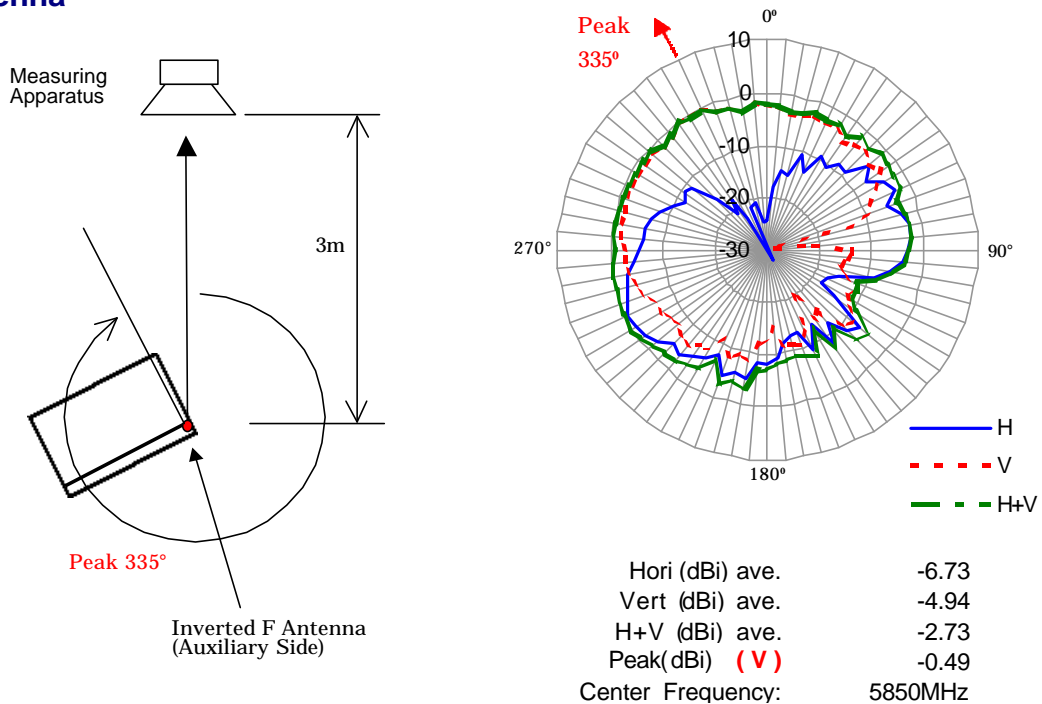 Measuring
Apparatus
3m
Peak 335°
Inverted F Antenna
(Auxiliary Side)
Peak
335º
0º
10
0
-10
-20
-30
270°
90°
180º
H
V
H+V
Hori (dBi) ave. -6.73
Vert (dBi) ave. -4.94
H+V (dBi) ave. -2.73
Peak(dBi) (V) -0.49
Center Frequency: 5850MHz